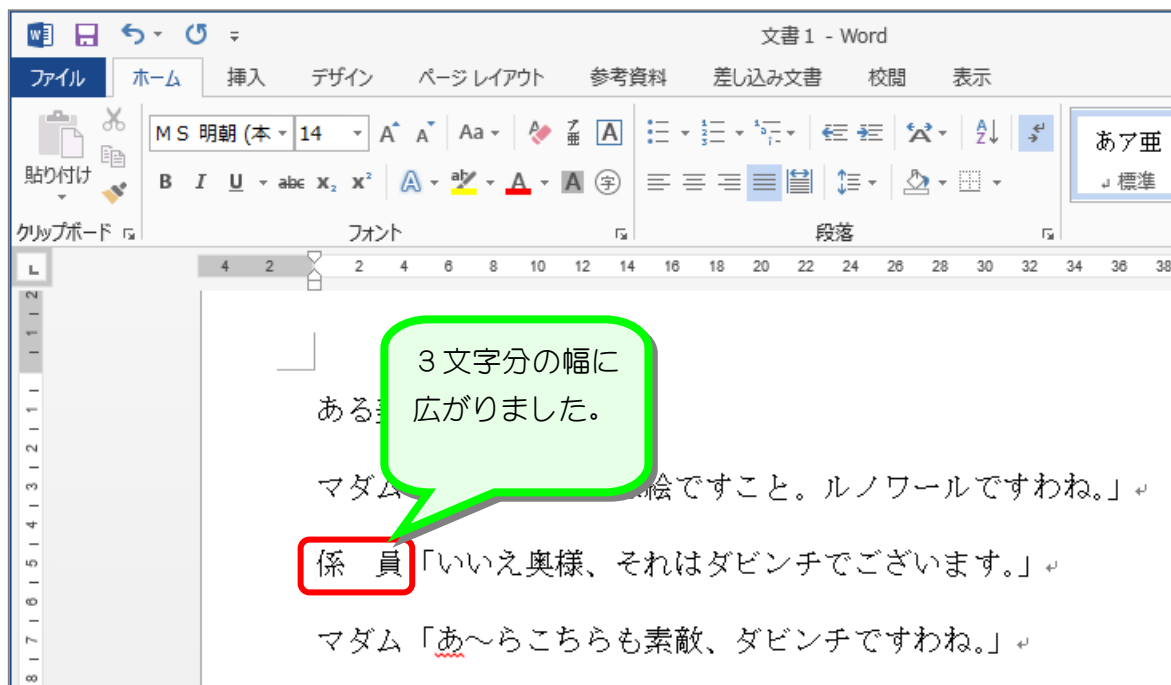 文書1 - Word
ファイル ホーム 挿入 デザイン ページ レイアウト 参考資料 差し込み文書 校閲 表示
ＭＳ 明朝 (本 14 A A Aa A
貼り付け B I U abc x₂ x² A aby A A 字
あア亜
標準
クリップボード フォント 段落
L 4 2 2 4 6 8 10 12 14 16 18 20 22 24 26 28 30 32 34 36 38
3文字分の幅に
広がりました。
ある
マダム 絵ですこと。ルノワールですわね。」
係　員「いいえ奥様、それはダビンチでございます。」
マダム「あ～らこちらも素敵、ダビンチですわね。」